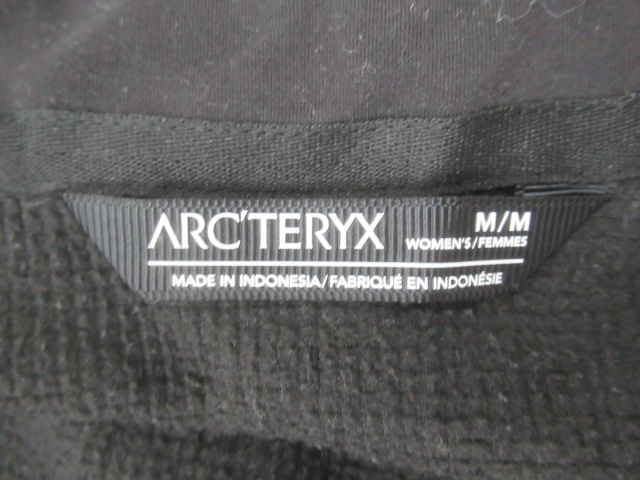 ARC'TERYX
M/M
WOMEN'S/FEMMES
MADE IN INDONESIA/FABRIQUÉ EN INDONÉSIE